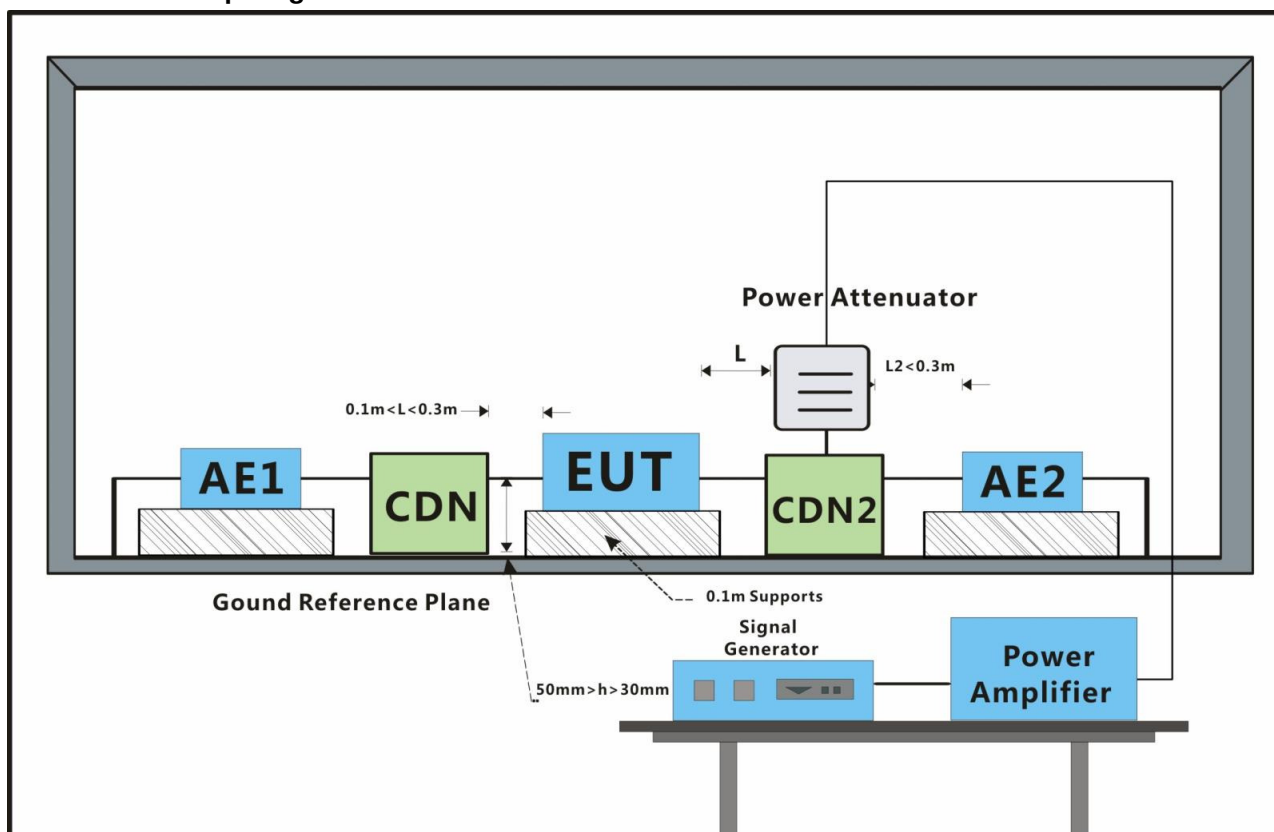 Power Attenuator
L
L2<0.3m
0.1m<L<0.3m
AE1
CDN
EUT
CDN2
AE2
Gound Reference Plane
0.1m Supports
Signal
Generator
Power
Amplifier
50mm>h>30mm